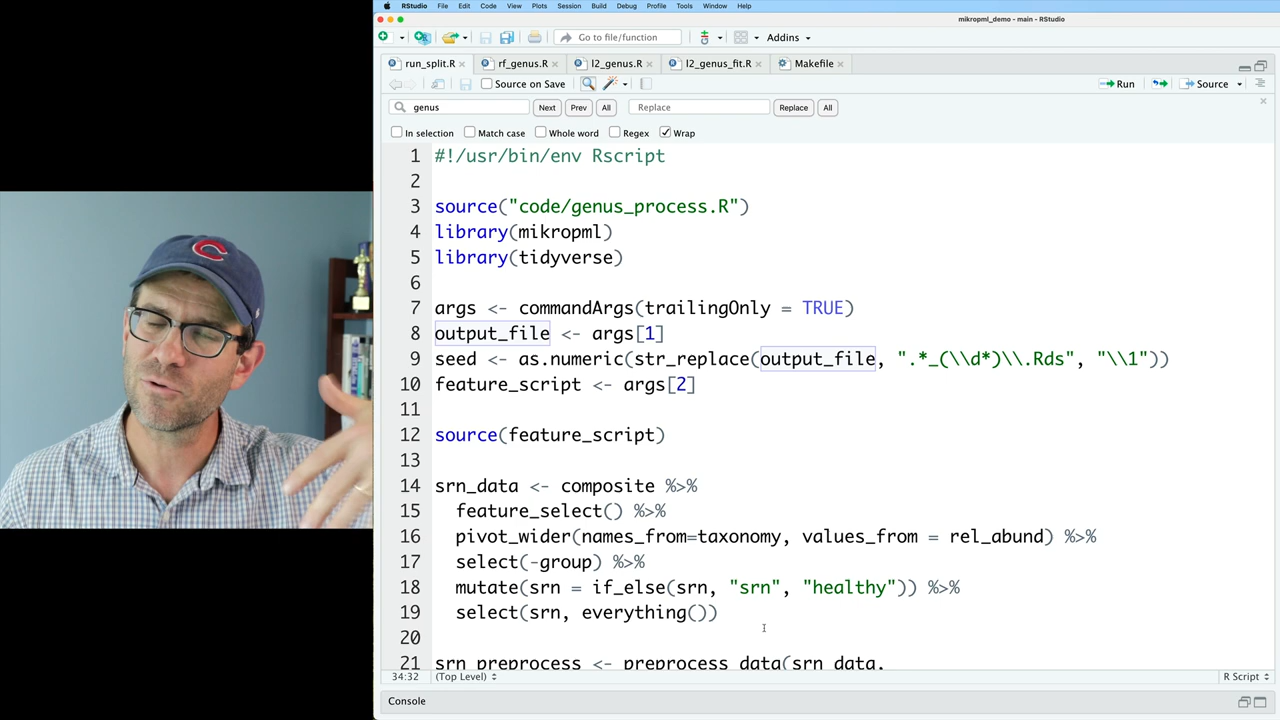 RStudio File Edit Code View Plots Session Build Debug Profile Tools Window Help
mikropml_demo - main - RStudio
Go to file/function Addins
run_split.R rf_genus.R l2_genus.R l2_genus_fit.R Makefile
Source on Save Run Source
genus Next Prev All Replace Replace All
In selection Match case Whole word Regex Wrap
1 #!/usr/bin/env Rscript
2
3 source("code/genus_process.R")
4 library(mikropml)
5 library(tidyverse)
6
7 args <- commandArgs(trailingOnly = TRUE)
8 output_file <- args[1]
9 seed <- as.numeric(str_replace(output_file, ".*_(\\d*)\\.Rds", "\\1"))
10 feature_script <- args[2]
11
12 source(feature_script)
13
14 srn_data <- composite %>%
15 feature_select() %>%
16 pivot_wider(names_from=taxonomy, values_from = rel_abund) %>%
17 select(-group) %>%
18 mutate(srn = if_else(srn, "srn", "healthy")) %>%
19 select(srn, everything())
20
21 srn_preprocess <- preprocess_data(srn_data,
34:32 (Top Level) R Script
Console
C